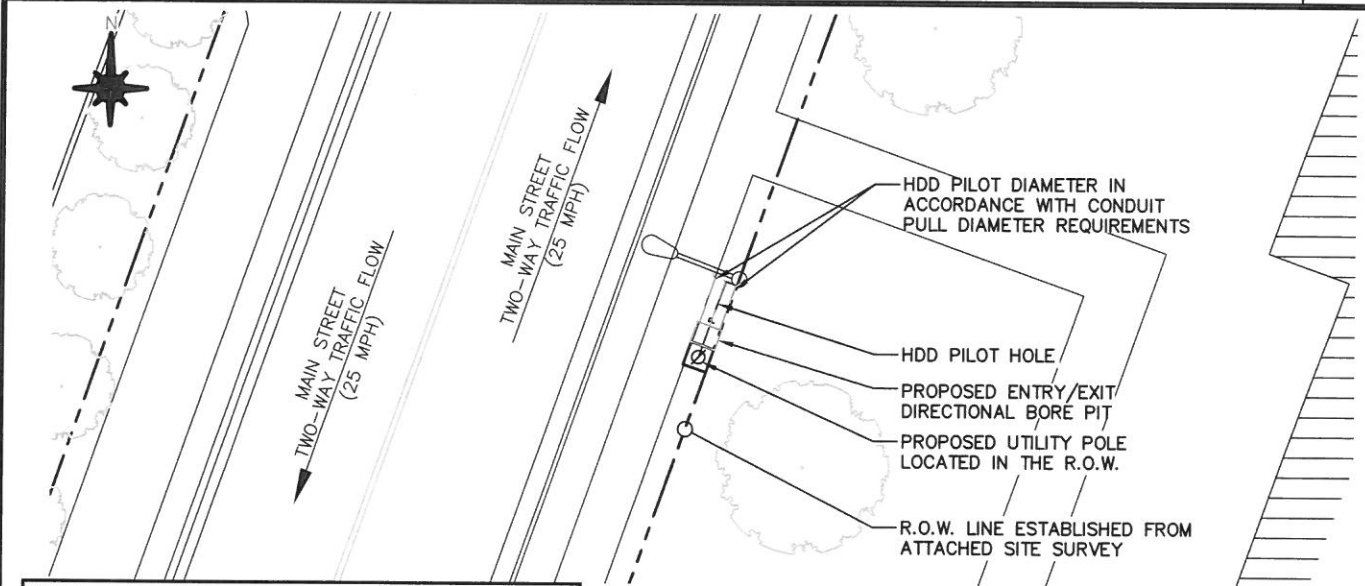 N
MAIN STREET
TWO-WAY TRAFFIC FLOW
(25 MPH)
MAIN STREET
TWO-WAY TRAFFIC FLOW
(25 MPH)
HDD PILOT DIAMETER IN
ACCORDANCE WITH CONDUIT
PULL DIAMETER REQUIREMENTS
HDD PILOT HOLE
PROPOSED ENTRY/EXIT
DIRECTIONAL BORE PIT
PROPOSED UTILITY POLE
LOCATED IN THE R.O.W.
R.O.W. LINE ESTABLISHED FROM
ATTACHED SITE SURVEY